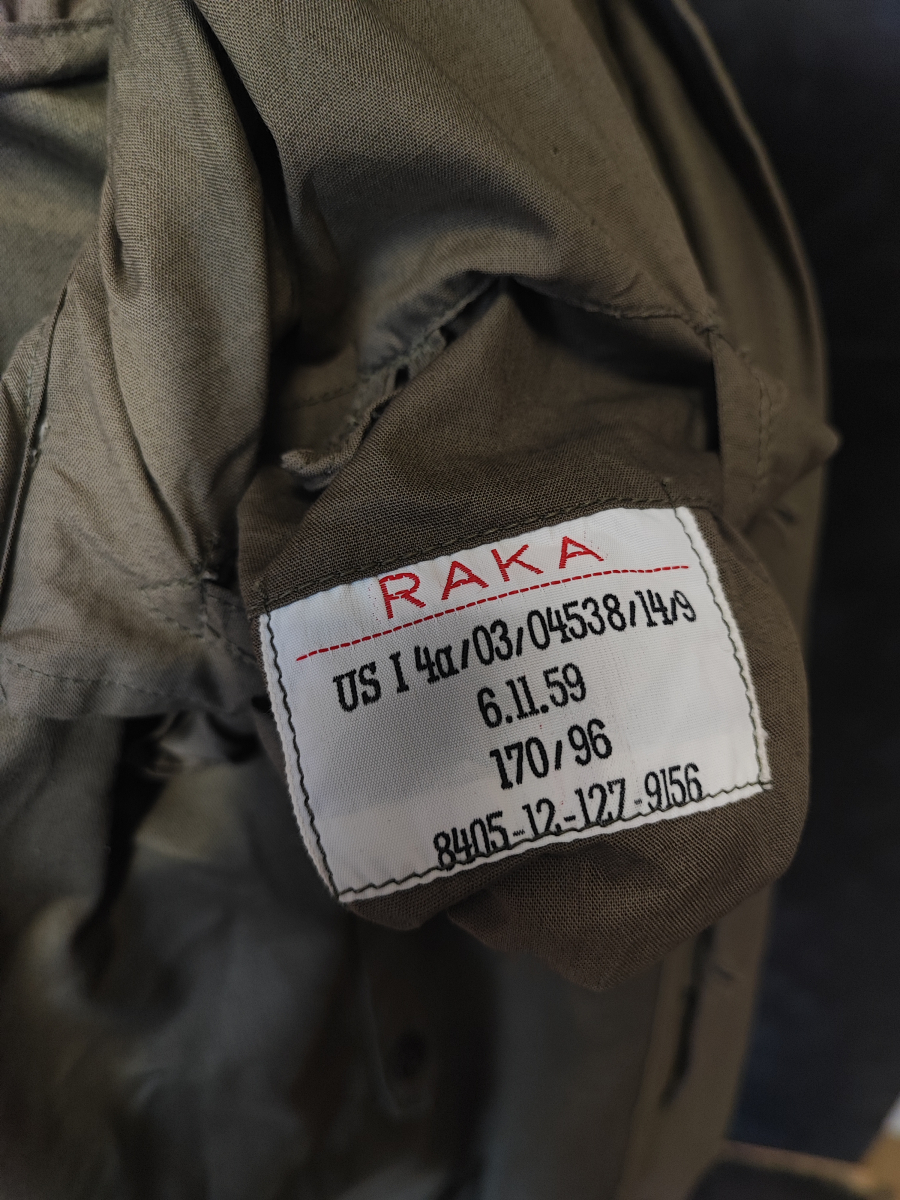 RAKA
US I 4a/03/04538/14/9
6.11.59
170/96
8405-12-127-9156